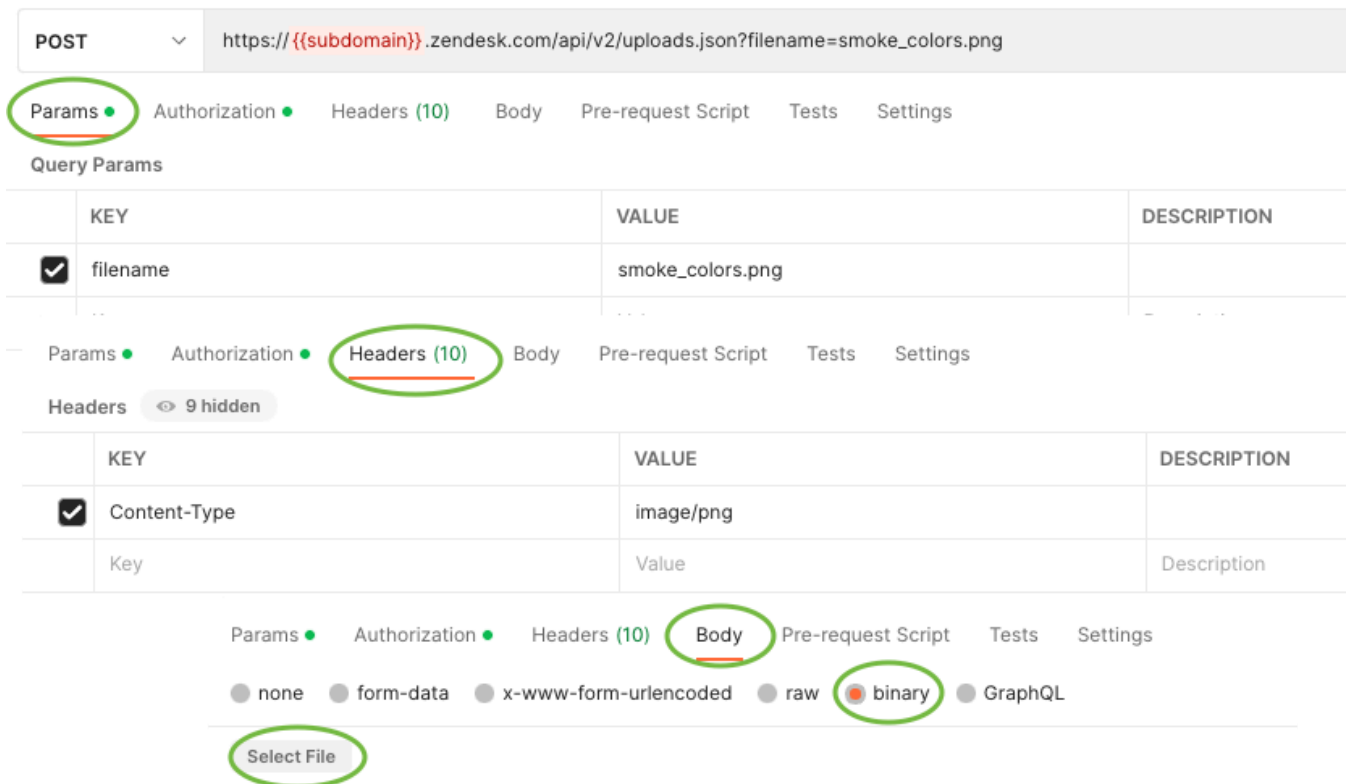 POST https://{{subdomain}}.zendesk.com/api/v2/uploads.json?filename=smoke_colors.png
Params Authorization Headers (10) Body Pre-request Script Tests Settings
Query Params
KEY VALUE DESCRIPTION
filename smoke_colors.png
Params Authorization Headers (10) Body Pre-request Script Tests Settings
Headers 9 hidden
KEY VALUE DESCRIPTION
Content-Type image/png
Key Value Description
Params Authorization Headers (10) Body Pre-request Script Tests Settings
none form-data x-www-form-urlencoded raw binary GraphQL
Select File